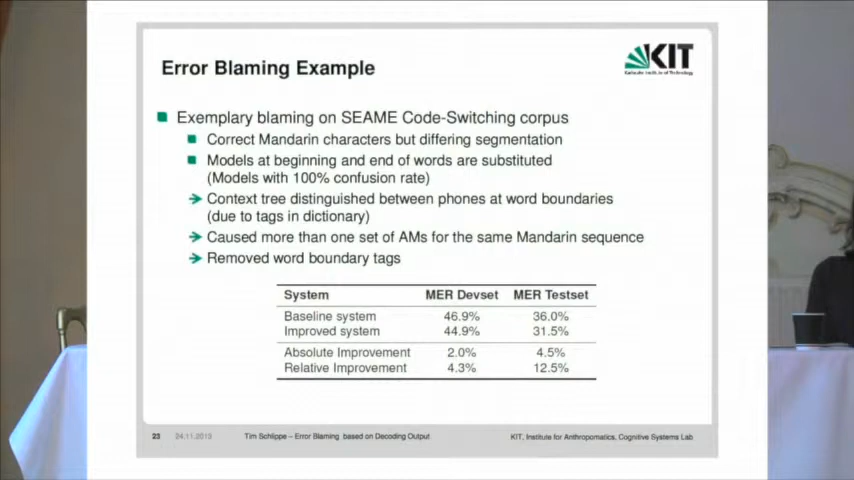 KIT
Karlsruhe Institute of Technology
Error Blaming Example
Exemplary blaming on SEAME Code-Switching corpus
Correct Mandarin characters but differing segmentation
Models at beginning and end of words are substituted
(Models with 100% confusion rate)
→ Context tree distinguished between phones at word boundaries
(due to tags in dictionary)
→ Caused more than one set of AMs for the same Mandarin sequence
→ Removed word boundary tags
System MER Devset MER Testset
Baseline system 46.9% 36.0%
Improved system 44.9% 31.5%
Absolute Improvement 2.0% 4.5%
Relative Improvement 4.3% 12.5%
23 24.11.2013 Tim Schlippe – Error Blaming based on Decoding Output KIT, Institute for Anthropomatics, Cognitive Systems Lab